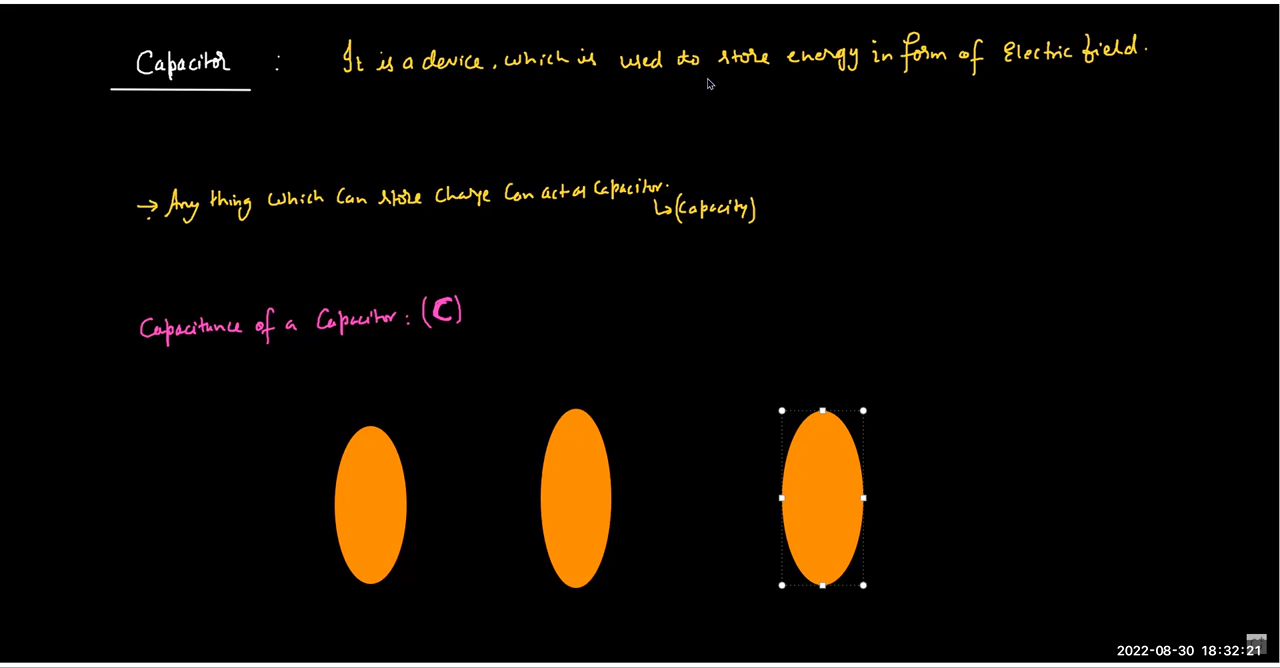 Capacitor : It is a device, which is used to store energy in form of Electric field.
→ Any thing which can store charge can act as capacitor.
↳ (capacity)
Capacitance of a Capacitor : (C)
2022-08-30 18:32:21